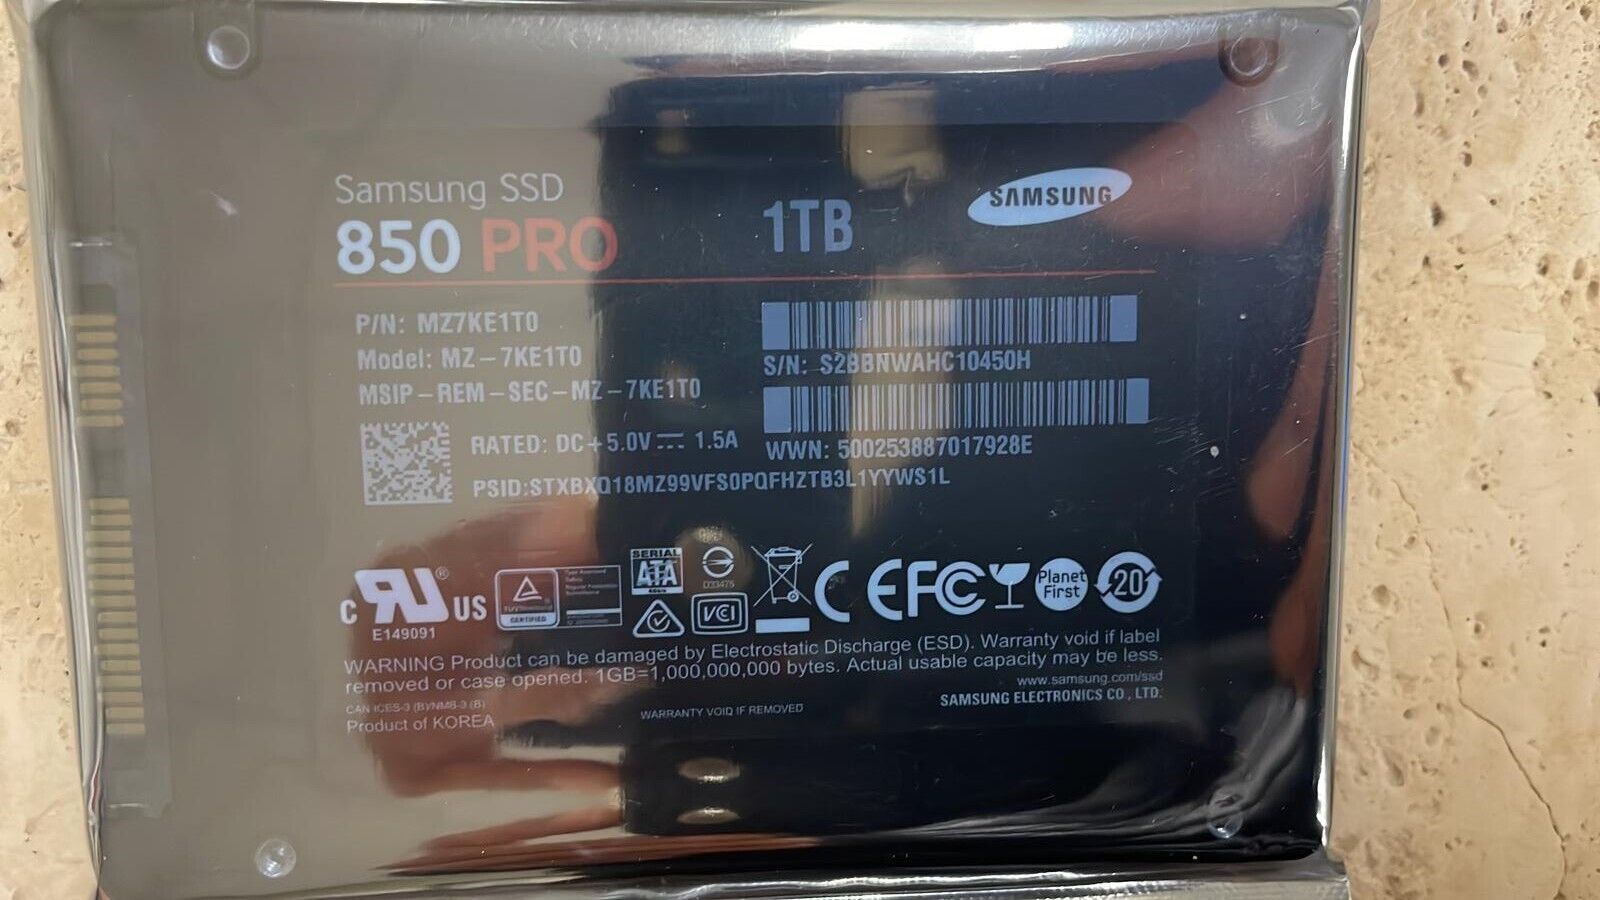 Samsung SSD
850 PRO
1TB
SAMSUNG
P/N: MZ7KE1T0
Model: MZ-7KE1T0
MSIP-REM-SEC-MZ-7KE1T0
S/N: S2BBNWAHC10450H
RATED: DC+5.0V 1.5A
WWN: 500253887017928E
PSID:STXBXQ18MZ99VFS0PQFHZTB3L1YYWS1L
C US
E149091
CERTIFIED
SERIAL
ATA
D33475
VCI
CE FC
Planet
First
20
WARNING Product can be damaged by Electrostatic Discharge (ESD). Warranty void if label
removed or case opened. 1GB=1,000,000,000 bytes. Actual usable capacity may be less.
www.samsung.com/ssd
CAN ICES-3 (B)/NMB-3 (B)
WARRANTY VOID IF REMOVED
SAMSUNG ELECTRONICS CO., LTD.
Product of KOREA